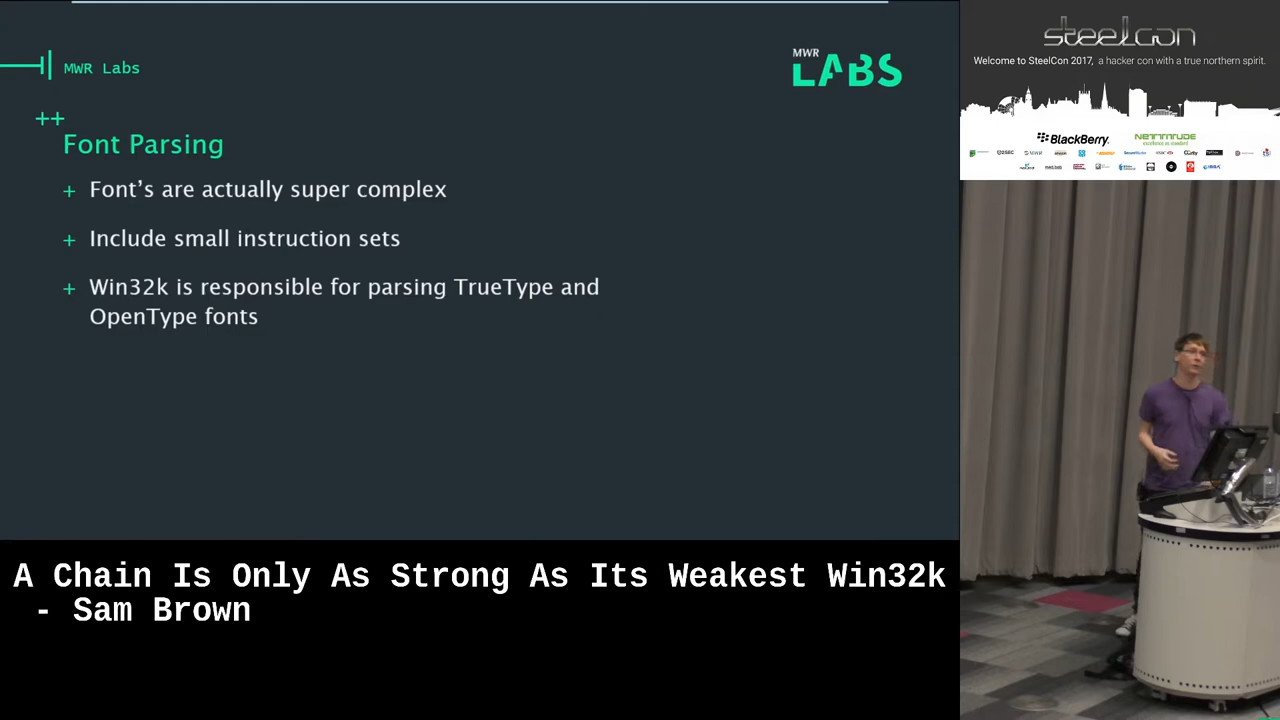 MWR Labs
MWR
LABS
++
Font Parsing
+ Font’s are actually super complex
+ Include small instruction sets
+ Win32k is responsible for parsing TrueType and
OpenType fonts
A Chain Is Only As Strong As Its Weakest Win32k
- Sam Brown
steelcon
Welcome to SteelCon 2017, a hacker con with a true northern spirit.
BlackBerry
NETTITUDE